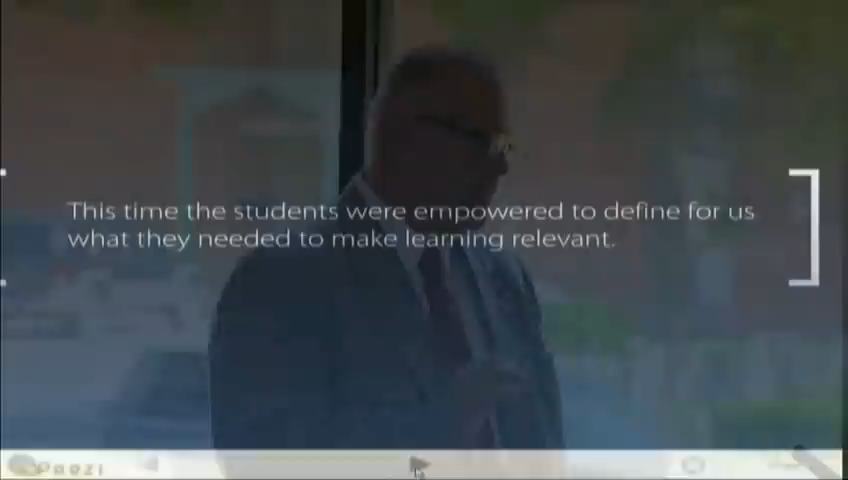 This time the students were empowered to define for us
what they needed to make learning relevant.